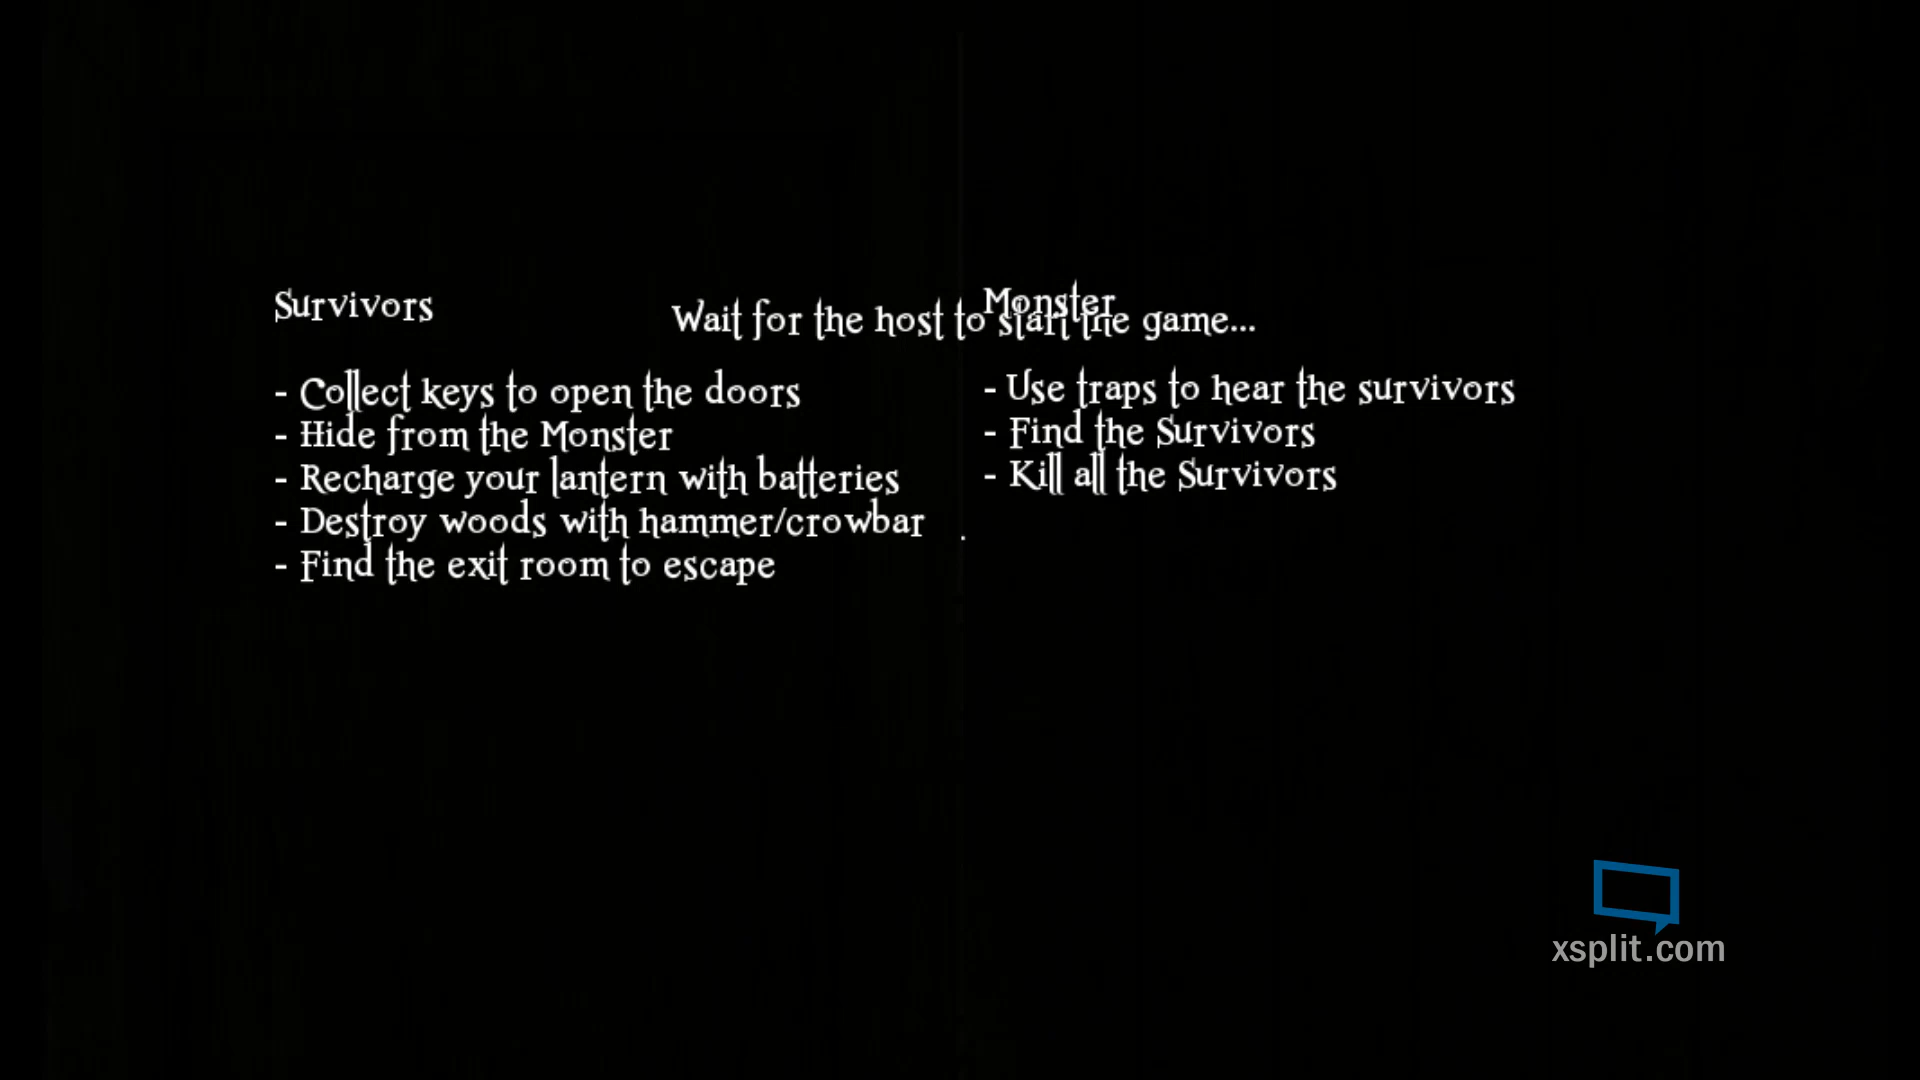 Survivors
Monster
Wait for the host to start the game...
- Collect keys to open the doors
- Hide from the Monster
- Recharge your lantern with batteries
- Destroy woods with hammer/crowbar
- Find the exit room to escape
- Use traps to hear the survivors
- Find the Survivors
- Kill all the Survivors
xsplit.com